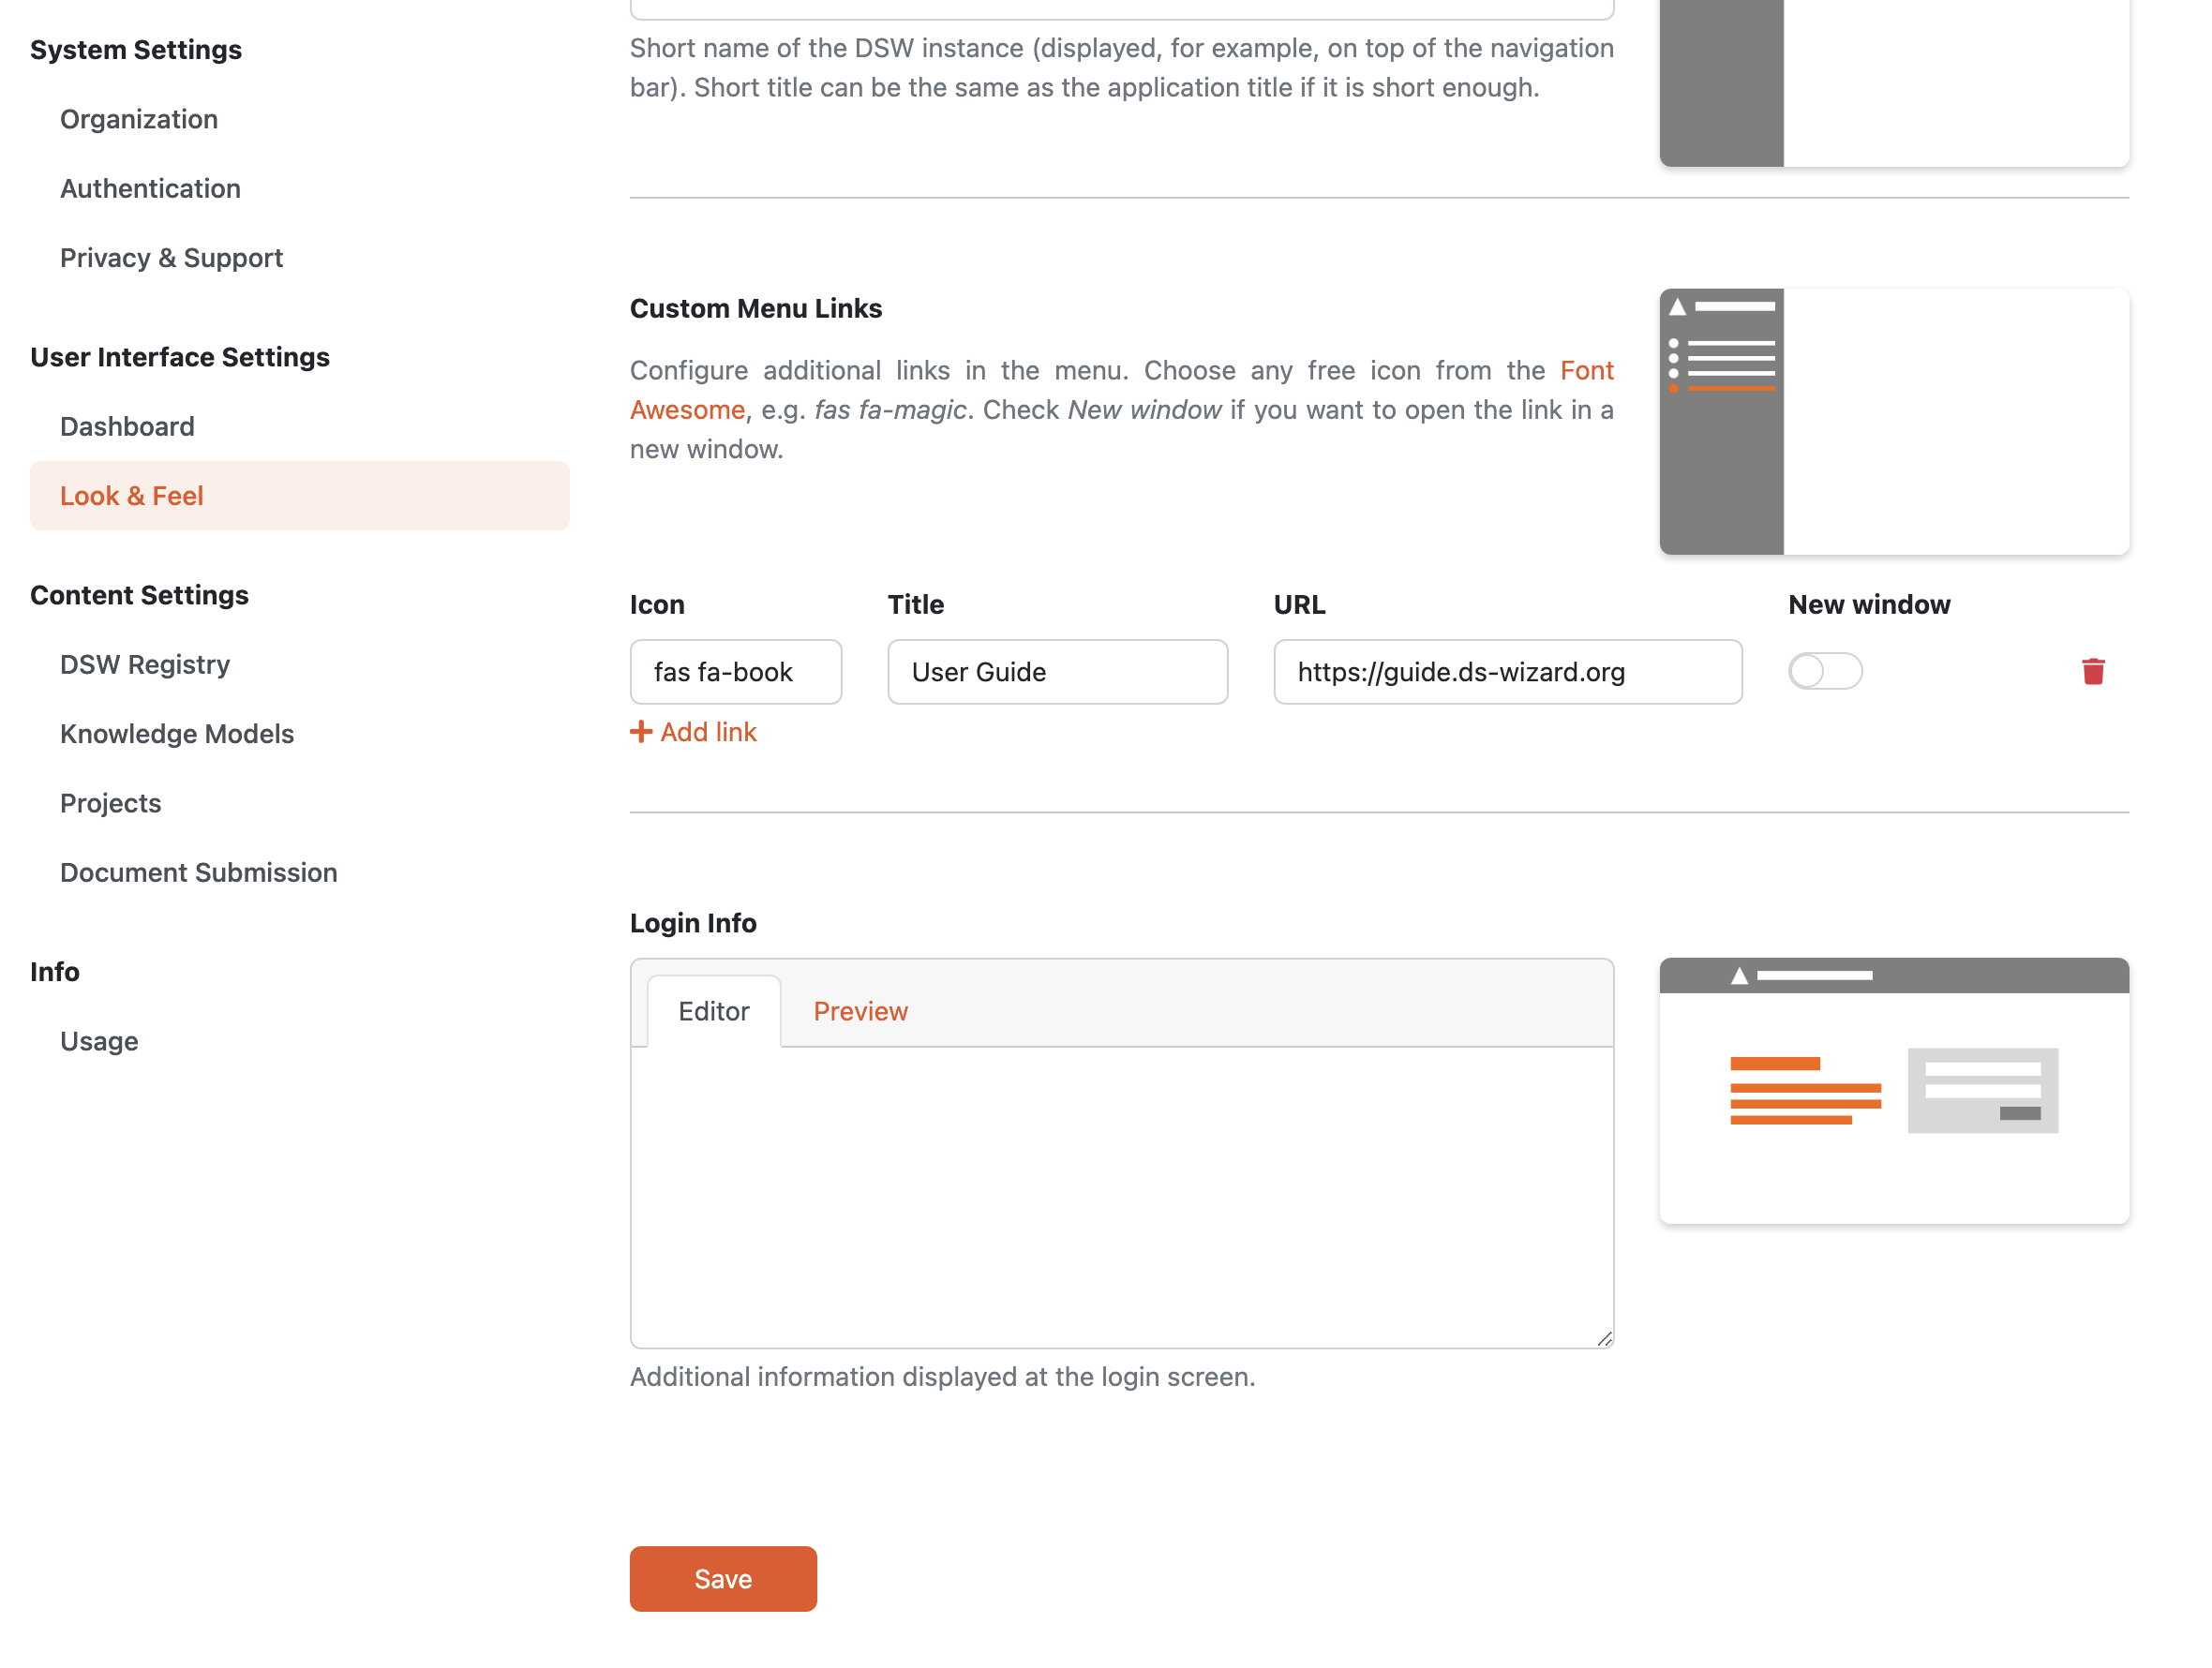 System Settings
Organization
Authentication
Privacy & Support
User Interface Settings
Dashboard
Look & Feel
Content Settings
DSW Registry
Knowledge Models
Projects
Document Submission
Info
Usage
Short name of the DSW instance (displayed, for example, on top of the navigation
bar). Short title can be the same as the application title if it is short enough.
Custom Menu Links
Configure additional links in the menu. Choose any free icon from the Font
Awesome, e.g. fas fa-magic. Check New window if you want to open the link in a
new window.
Icon Title URL New window
fas fa-book User Guide https://guide.ds-wizard.org
Add link
Login Info
Editor Preview
Additional information displayed at the login screen.
Save